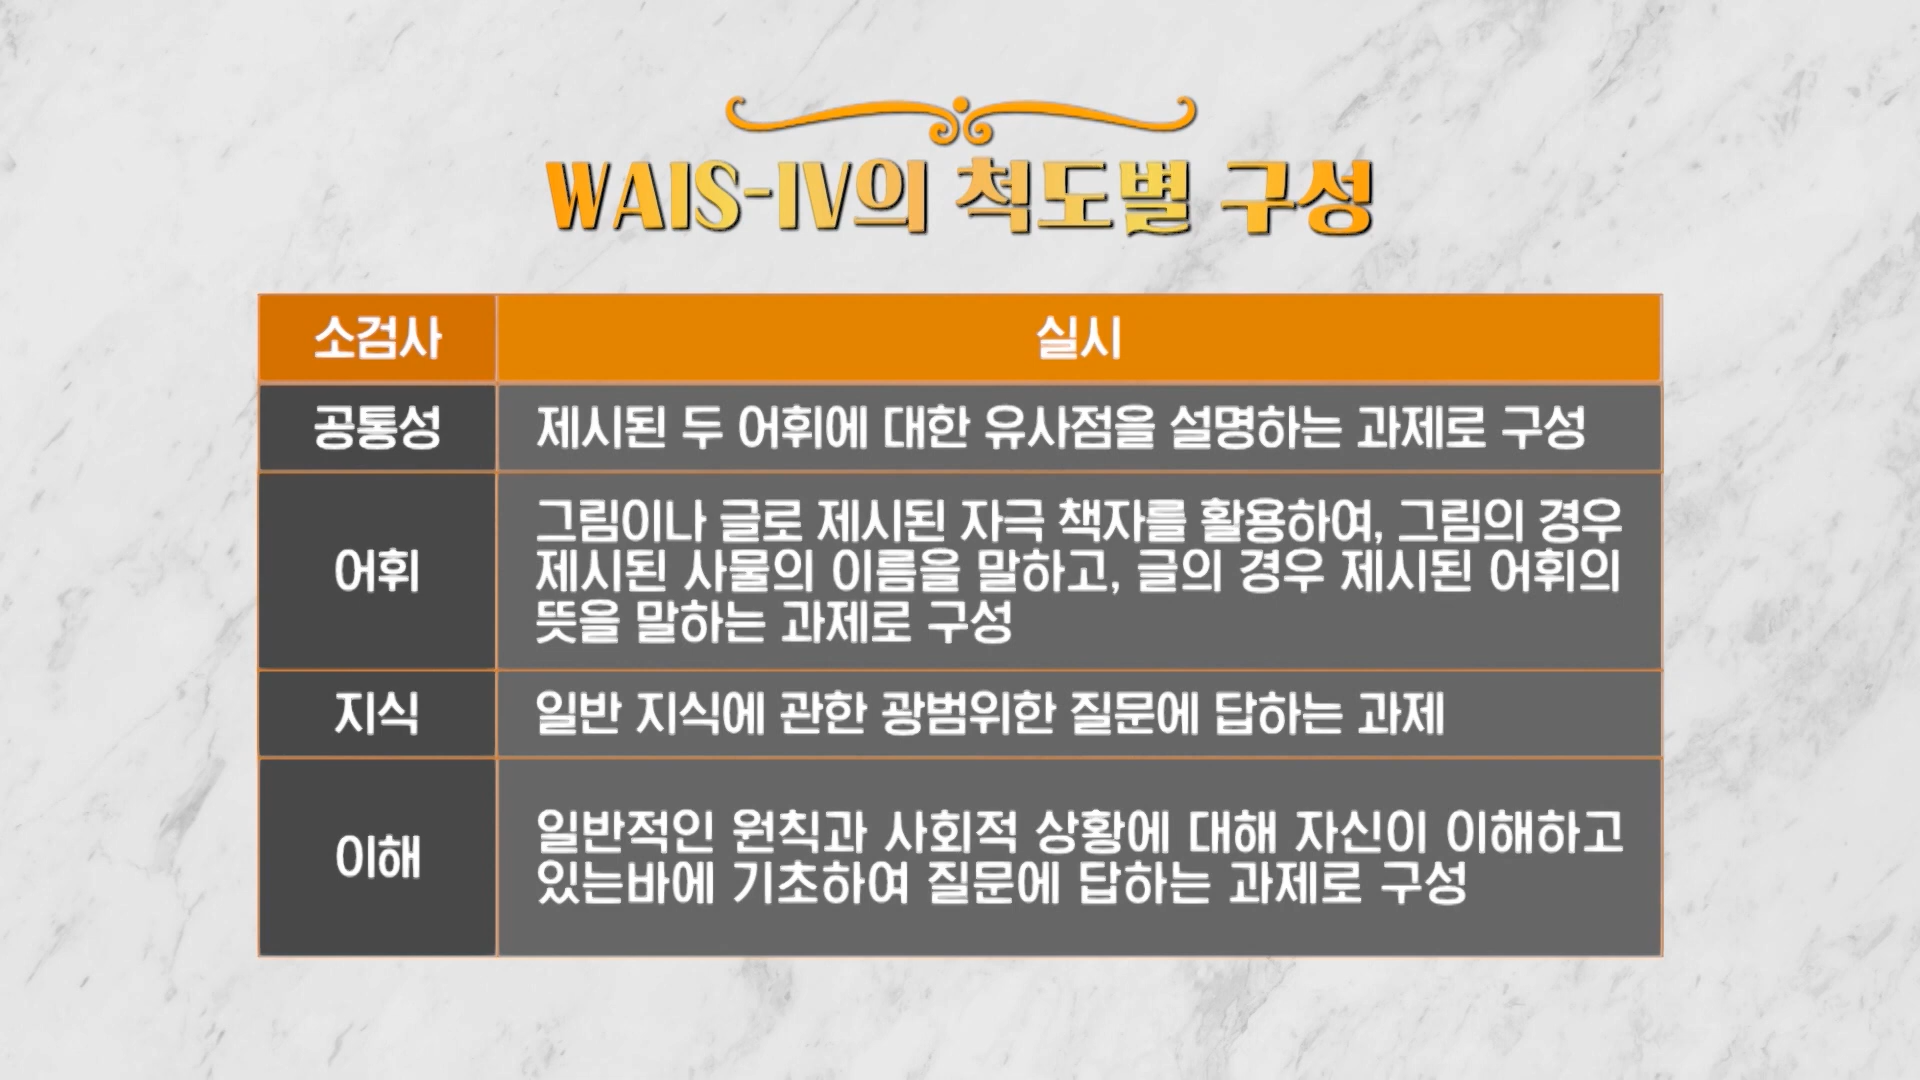 WAIS-IV의 척도별 구성
소검사
실시
공통성
제시된 두 어휘에 대한 유사점을 설명하는 과제로 구성
어휘
그림이나 글로 제시된 자극 책자를 활용하여, 그림의 경우
제시된 사물의 이름을 말하고, 글의 경우 제시된 어휘의
뜻을 말하는 과제로 구성
지식
일반 지식에 관한 광범위한 질문에 답하는 과제
이해
일반적인 원칙과 사회적 상황에 대해 자신이 이해하고
있는바에 기초하여 질문에 답하는 과제로 구성